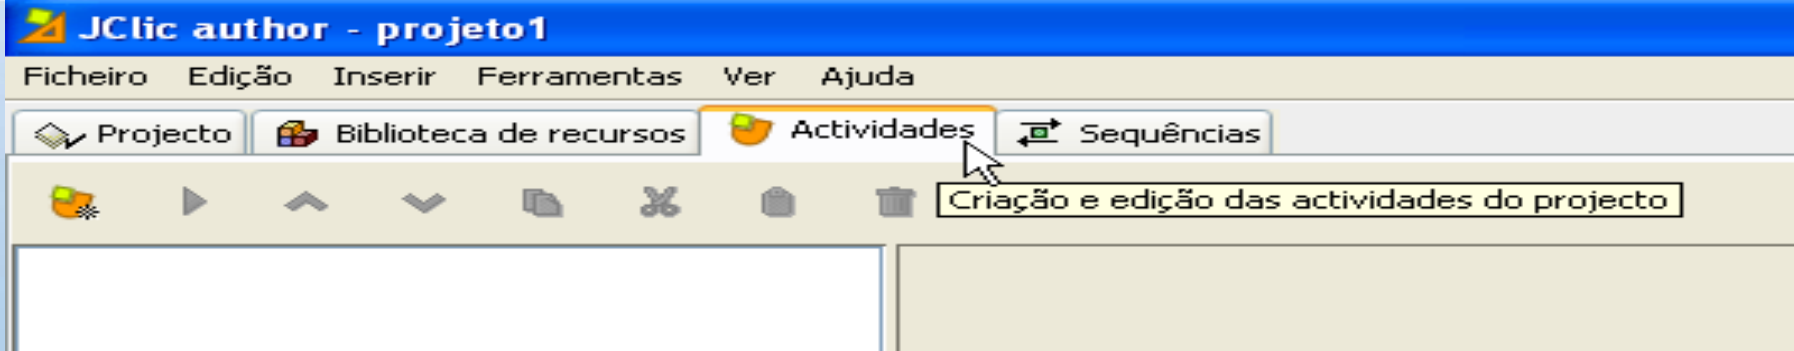 JClic author - projeto1
Ficheiro Edição Inserir Ferramentas Ver Ajuda
Projecto Biblioteca de recursos Actividades Sequências
Criação e edição das actividades do projecto